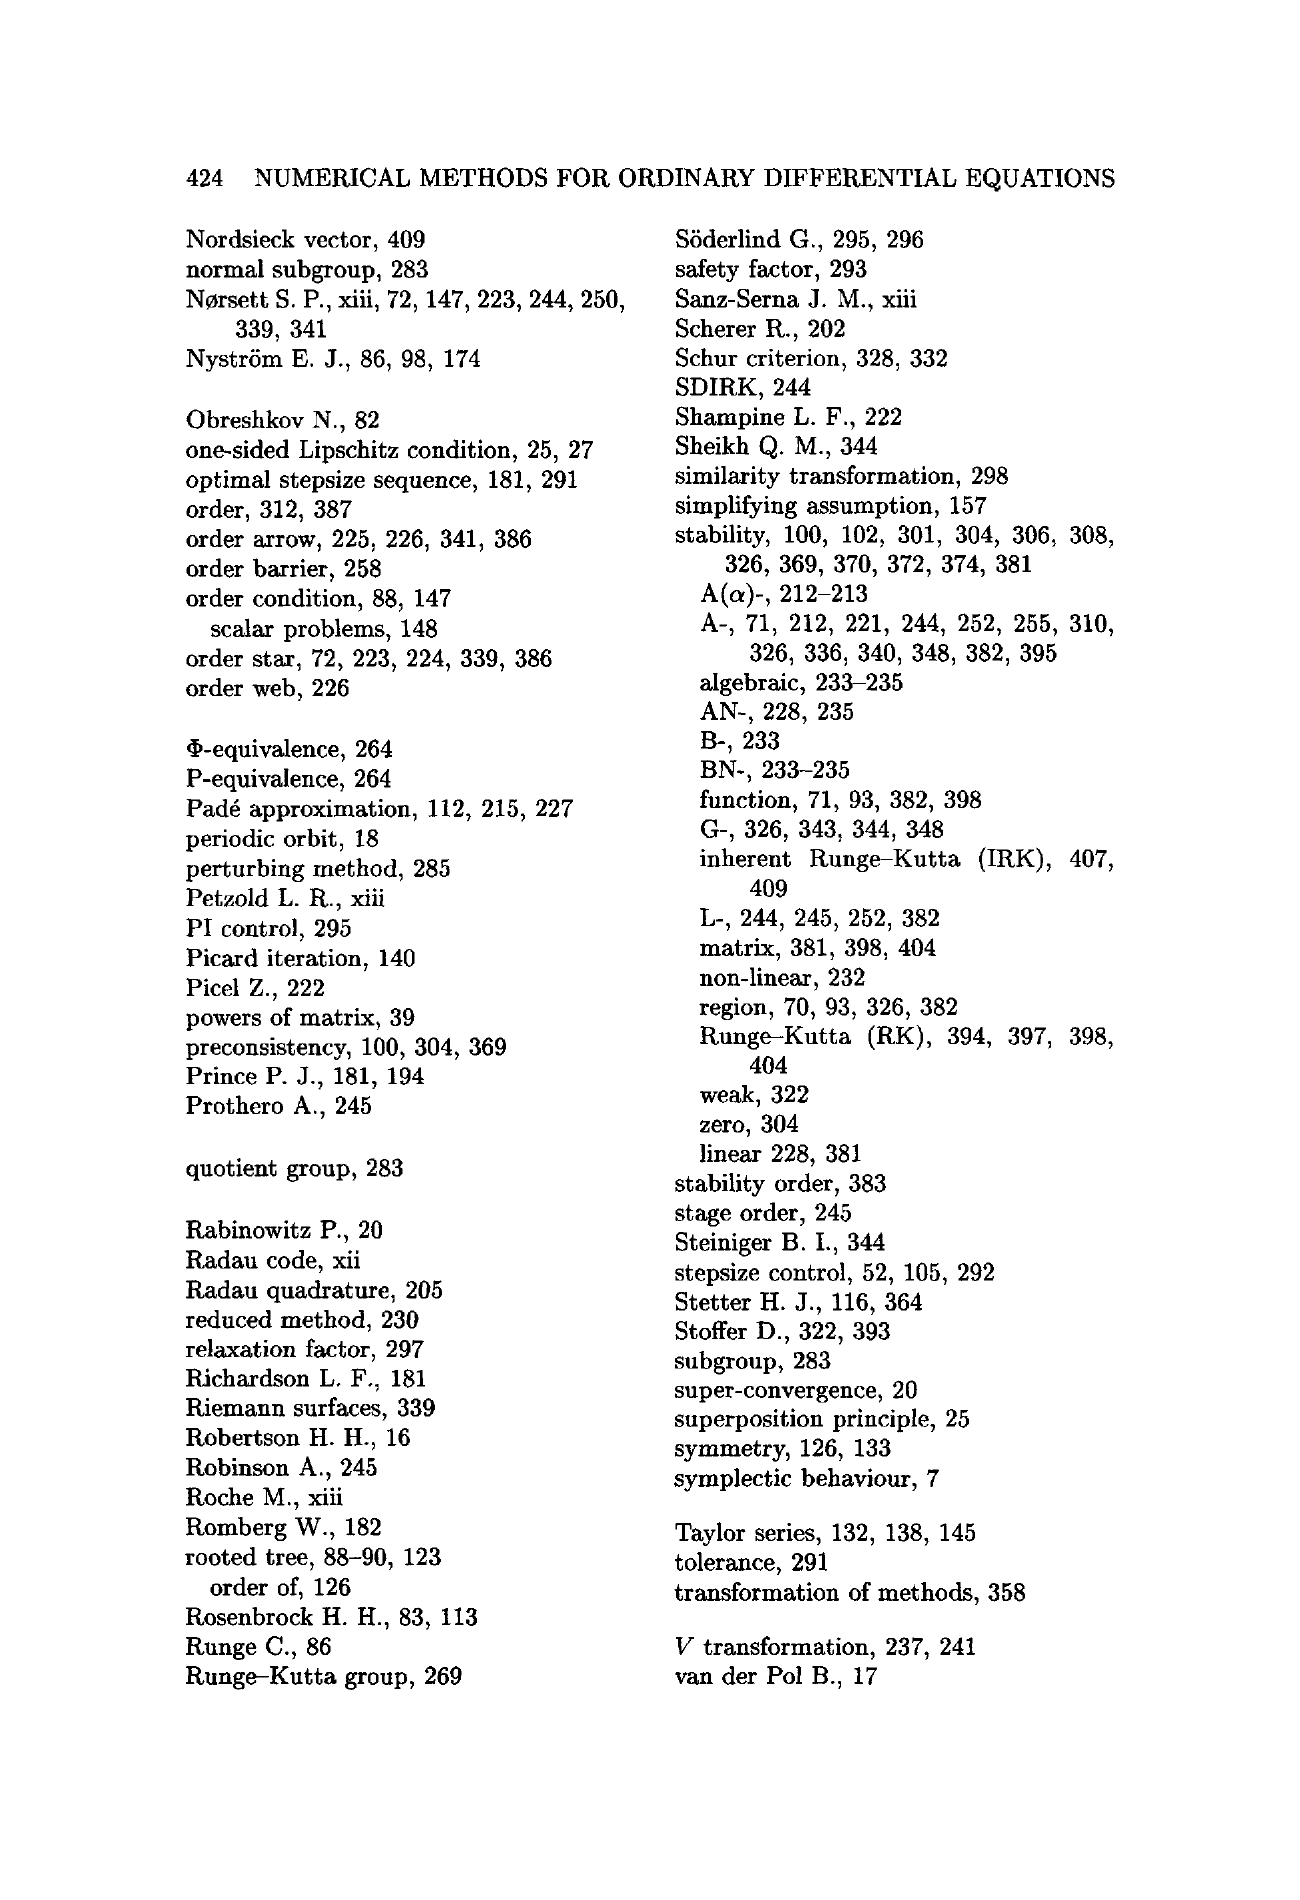 424 NUMERICAL METHODS FOR ORDINARY DIFFERENTIAL EQUATIONS
Nordsieck vector, 409
normal subgroup, 283
Nørsett S. P., xiii, 72, 147, 223, 244, 250,
339, 341
Nyström E. J., 86, 98, 174
Obreshkov N., 82
one-sided Lipschitz condition, 25, 27
optimal stepsize sequence, 181, 291
order, 312, 387
order arrow, 225, 226, 341, 386
order barrier, 258
order condition, 88, 147
scalar problems, 148
order star, 72, 223, 224, 339, 386
order web, 226
Φ-equivalence, 264
P-equivalence, 264
Padé approximation, 112, 215, 227
periodic orbit, 18
perturbing method, 285
Petzold L. R., xiii
PI control, 295
Picard iteration, 140
Picel Z., 222
powers of matrix, 39
preconsistency, 100, 304, 369
Prince P. J., 181, 194
Prothero A., 245
quotient group, 283
Rabinowitz P., 20
Radau code, xii
Radau quadrature, 205
reduced method, 230
relaxation factor, 297
Richardson L. F., 181
Riemann surfaces, 339
Robertson H. H., 16
Robinson A., 245
Roche M., xiii
Romberg W., 182
rooted tree, 88–90, 123
order of, 126
Rosenbrock H. H., 83, 113
Runge C., 86
Runge–Kutta group, 269
Söderlind G., 295, 296
safety factor, 293
Sanz-Serna J. M., xiii
Scherer R., 202
Schur criterion, 328, 332
SDIRK, 244
Shampine L. F., 222
Sheikh Q. M., 344
similarity transformation, 298
simplifying assumption, 157
stability, 100, 102, 301, 304, 306, 308,
326, 369, 370, 372, 374, 381
A(α)-, 212–213
A-, 71, 212, 221, 244, 252, 255, 310,
326, 336, 340, 348, 382, 395
algebraic, 233–235
AN-, 228, 235
B-, 233
BN-, 233–235
function, 71, 93, 382, 398
G-, 326, 343, 344, 348
inherent Runge–Kutta (IRK), 407,
409
L-, 244, 245, 252, 382
matrix, 381, 398, 404
non-linear, 232
region, 70, 93, 326, 382
Runge–Kutta (RK), 394, 397, 398,
404
weak, 322
zero, 304
linear 228, 381
stability order, 383
stage order, 245
Steiniger B. I., 344
stepsize control, 52, 105, 292
Stetter H. J., 116, 364
Stoffer D., 322, 393
subgroup, 283
super-convergence, 20
superposition principle, 25
symmetry, 126, 133
symplectic behaviour, 7
Taylor series, 132, 138, 145
tolerance, 291
transformation of methods, 358
V transformation, 237, 241
van der Pol B., 17